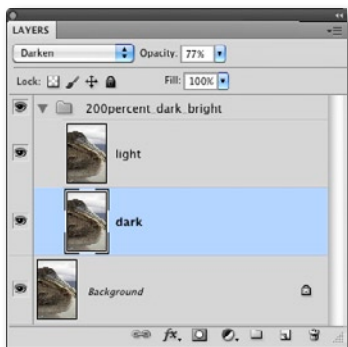 LAYERS
Darken Opacity: 77%
Lock: Fill: 100%
200percent_dark_bright
light
dark
Background
fx.